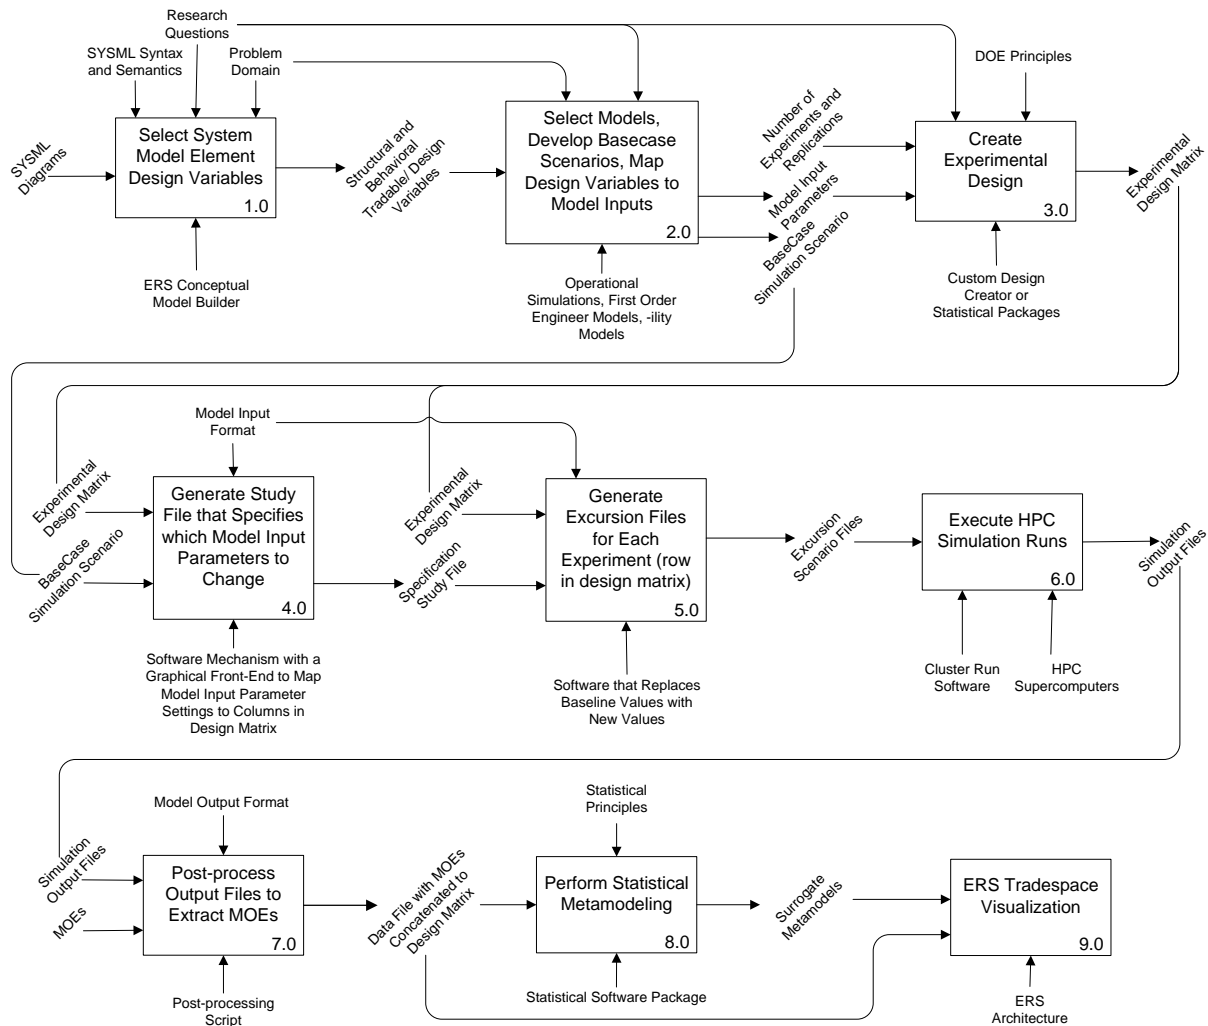 Research
Questions
SYSML Syntax
and Semantics
Problem
Domain
DOE Principles
SYSML
Diagrams
Select System
Model Element
Design Variables
1.0
Structural and
Behavioral
Tradable/ Design
Variables
Select Models,
Develop Basecase
Scenarios, Map
Design Variables to
Model Inputs
2.0
Number of
Experiments and
Replications
Model Input
Parameters
BaseCase
Simulation Scenario
Create
Experimental
Design
3.0
Experimental
Design Matrix
ERS Conceptual
Model Builder
Operational
Simulations, First Order
Engineer Models, -ility
Models
Custom Design
Creator or
Statistical Packages
Model Input
Format
Experimental
Design Matrix
BaseCase
Simulation Scenario
Generate Study
File that Specifies
which Model Input
Parameters to
Change
4.0
Experimental
Design Matrix
Specification
Study File
Generate
Excursion Files
for Each
Experiment (row
in design matrix)
5.0
Excursion
Scenario Files
Execute HPC
Simulation Runs
6.0
Simulation
Output Files
Software Mechanism with a
Graphical Front-End to Map
Model Input Parameter
Settings to Columns in
Design Matrix
Software that Replaces
Baseline Values with
New Values
Cluster Run
Software
HPC
Supercomputers
Model Output Format
Statistical
Principles
Simulation
Output Files
MOEs
Post-process
Output Files to
Extract MOEs
7.0
Data File with MOEs
Concatenated to
Design Matrix
Perform Statistical
Metamodeling
8.0
Surrogate
Metamodels
ERS Tradespace
Visualization
9.0
Post-processing
Script
Statistical Software Package
ERS
Architecture